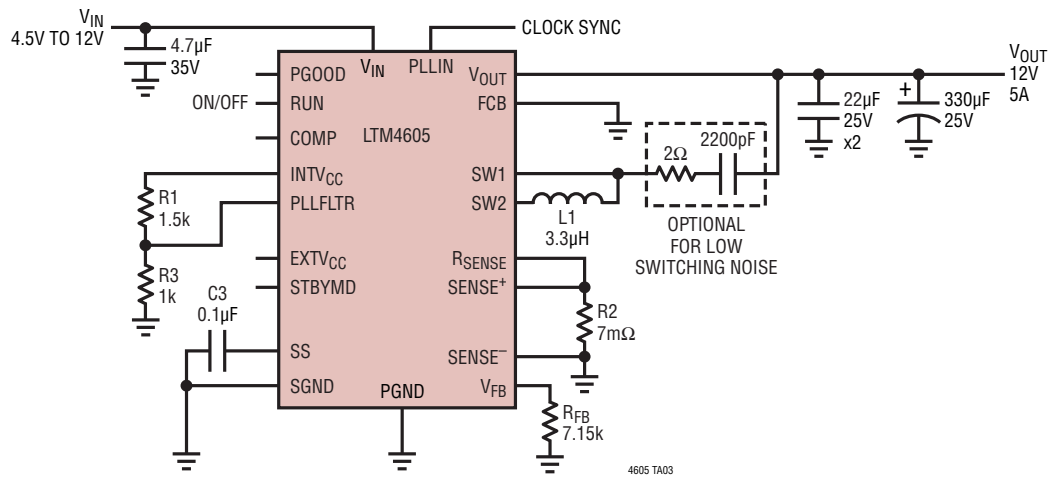 VIN
4.5V TO 12V
4.7µF
35V
CLOCK SYNC
VIN PLLIN
PGOOD
ON/OFF RUN
COMP
INTVCC
PLLFLTR
EXTVCC
STBYMD
SS
SGND
LTM4605
PGND
VOUT
FCB
SW1
SW2
RSENSE
SENSE+
SENSE–
VFB
R1
1.5k
R3
1k
C3
0.1µF
L1
3.3µH
2Ω
2200pF
OPTIONAL
FOR LOW
SWITCHING NOISE
R2
7mΩ
RFB
7.15k
22µF
25V
x2
+
330µF
25V
VOUT
12V
5A
4605 TA03